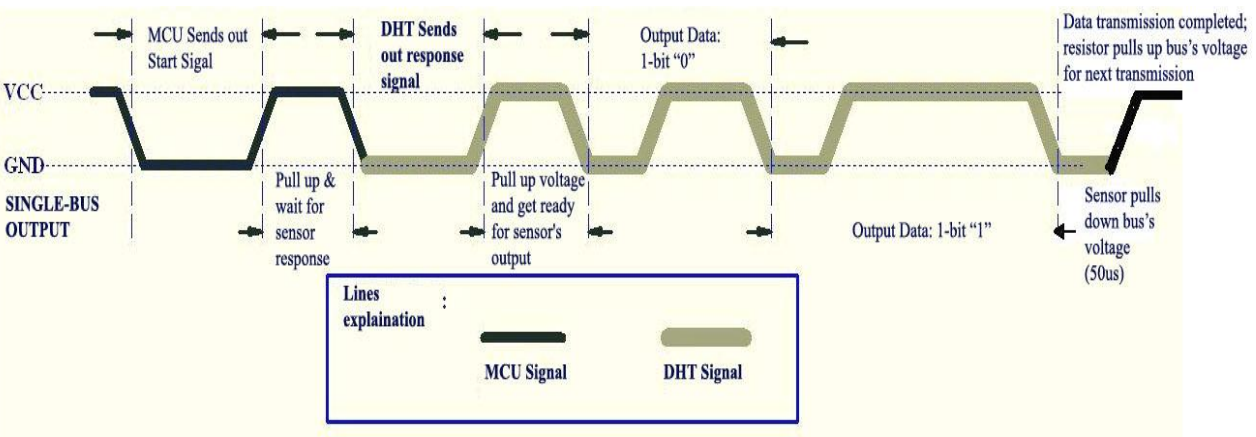 MCU Sends out
Start Sigal
DHT Sends
out response
signal
Output Data:
1-bit “0”
Data transmission completed;
resistor pulls up bus’s voltage
for next transmission
VCC
GND
SINGLE-BUS
OUTPUT
Pull up &
wait for
sensor
response
Pull up voltage
and get ready
for sensor's
output
Output Data: 1-bit “1”
Sensor pulls
down bus’s
voltage
(50us)
Lines :
explaination
MCU Signal
DHT Signal